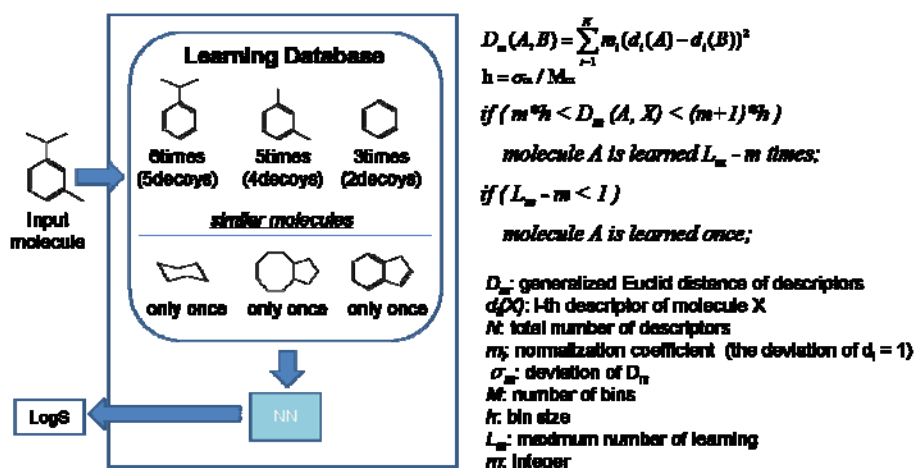 Learning Database
6times
(5decoys)
5times
(4decoys)
3times
(2decoys)
Input
molecule
similar molecules
only once
only once
only once
NN
LogS
D_m(A,B) = \sum_{i=1}^{N} m_i(d_i(A) – d_i(B))²
h = σ_m / M_m
if ( m*h < D_m (A, X) < (m+1)*h )
molecule A is learned L_m - m times;
if ( L_m - m < 1 )
molecule A is learned once;
D_m: generalized Euclid distance of descriptors
d_i(X): I-th descriptor of molecule X
N: total number of descriptors
m_i: normalization coefficient (the deviation of d_i = 1)
σ_m: deviation of D_m
M: number of bins
h: bin size
L_m: maximum number of learning
m: integer